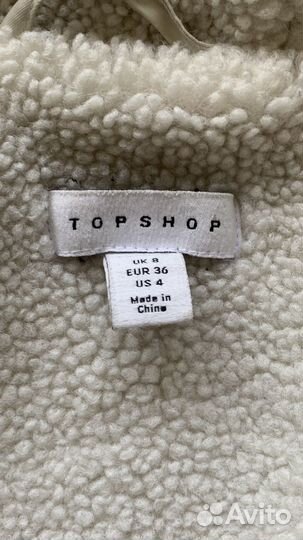 TOPSHOP
UK 8
EUR 36
US 4
Made in
China
Avito